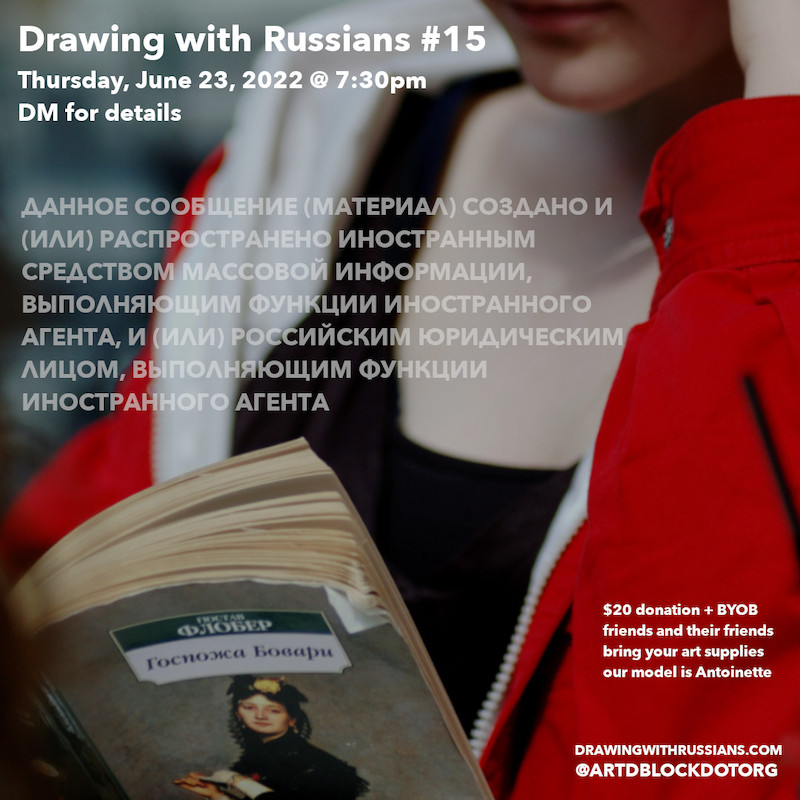 Drawing with Russians #15
Thursday, June 23, 2022 @ 7:30pm
DM for details
ДАННОЕ СООБЩЕНИЕ (МАТЕРИАЛ) СОЗДАНО И
(ИЛИ) РАСПРОСТРАНЕНО ИНОСТРАННЫМ
СРЕДСТВОМ МАССОВОЙ ИНФОРМАЦИИ,
ВЫПОЛНЯЮЩИМ ФУНКЦИИ ИНОСТРАННОГО
АГЕНТА, И (ИЛИ) РОССИЙСКИМ ЮРИДИЧЕСКИМ
ЛИЦОМ, ВЫПОЛНЯЮЩИМ ФУНКЦИИ
ИНОСТРАННОГО АГЕНТА
ГЮСТАВ
ФЛОБЕР
Госпожа Бовари
$20 donation + BYOB
friends and their friends
bring your art supplies
our model is Antoinette
DRAWINGWITHRUSSIANS.COM
@ARTDBLOCKDOTORG